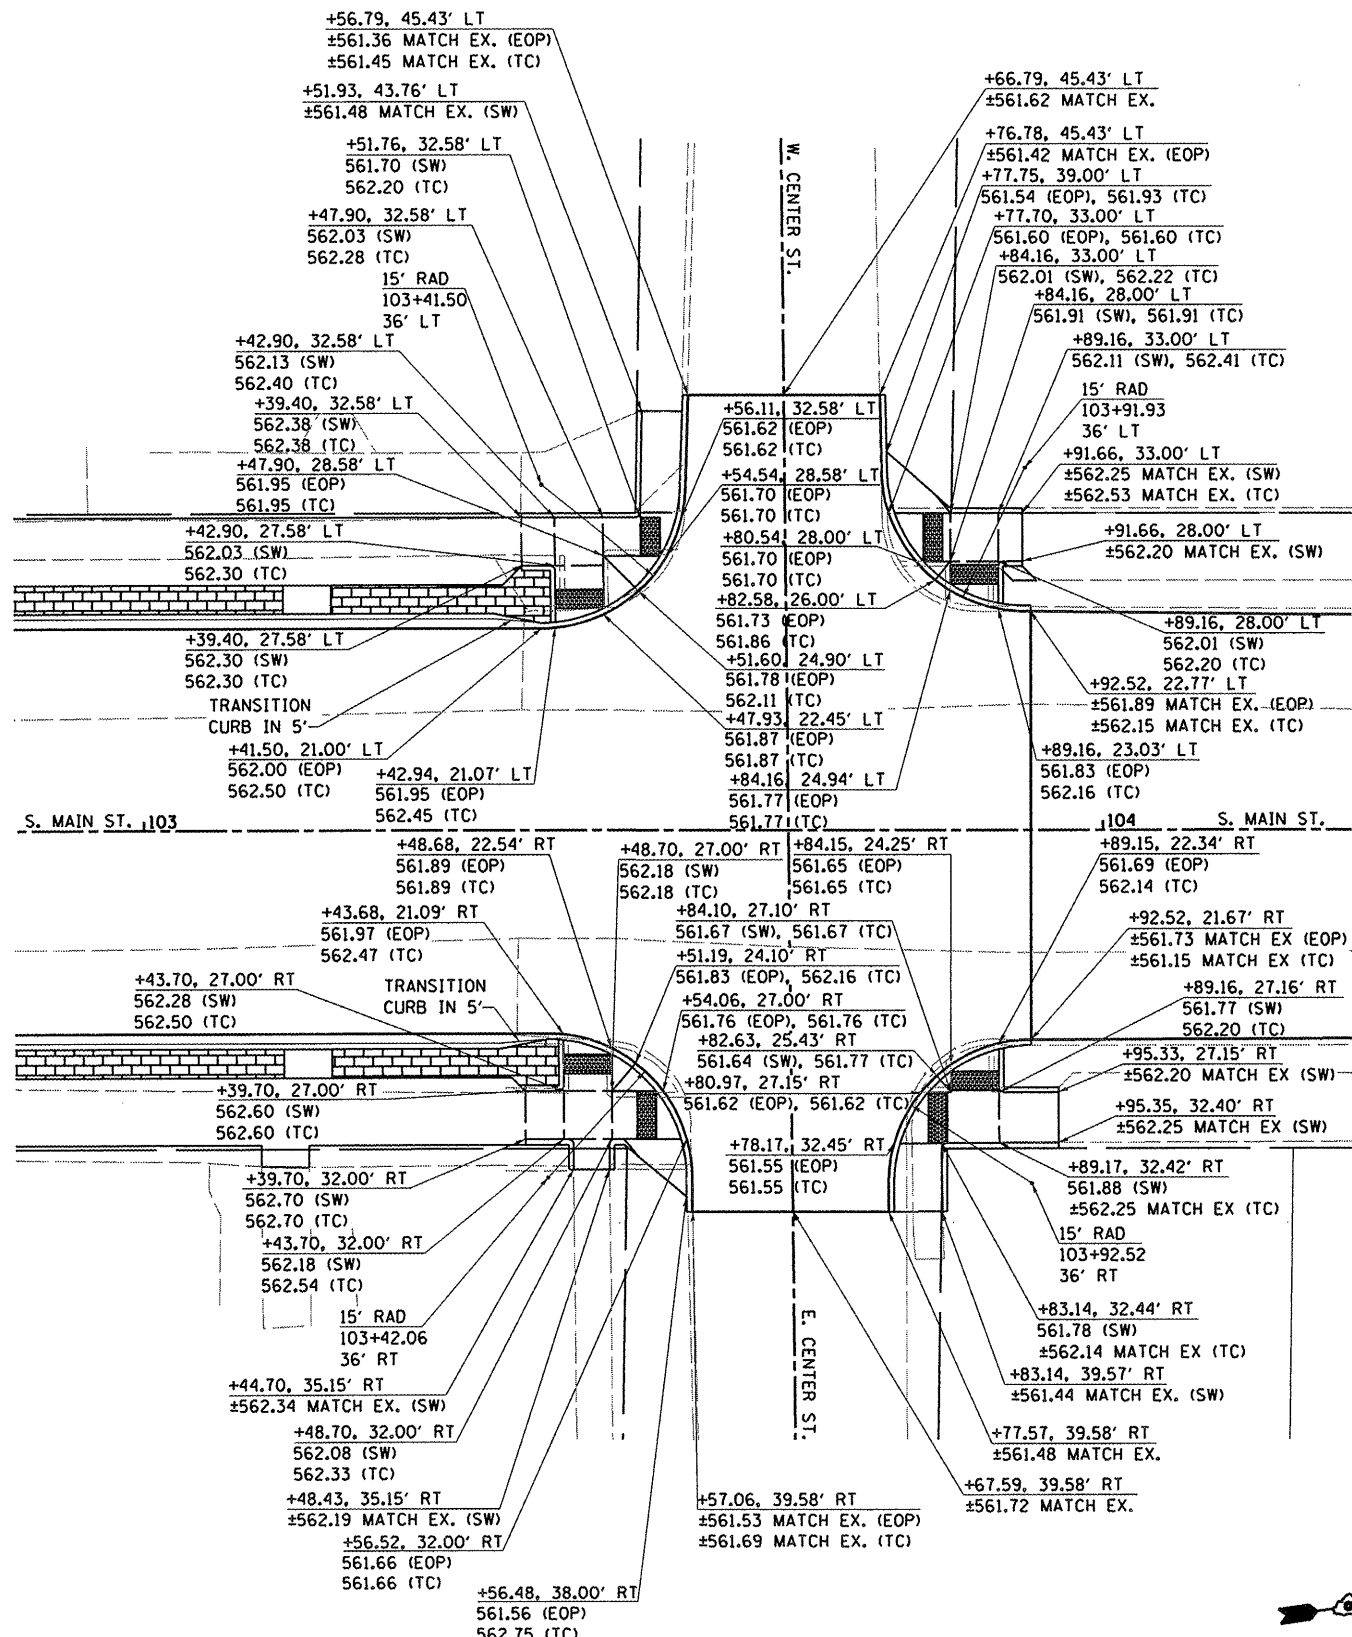 +56.79, 45.43' LT
±561.36 MATCH EX. (EOP)
±561.45 MATCH EX. (TC)
+51.93, 43.76' LT
±561.48 MATCH EX. (SW)
+51.76, 32.58' LT
561.70 (SW)
562.20 (TC)
+47.90, 32.58' LT
562.03 (SW)
562.28 (TC)
15' RAD
103+41.50
36' LT
+42.90, 32.58' LT
562.13 (SW)
562.40 (TC)
+39.40, 32.58' LT
562.38 (SW)
562.38 (TC)
+47.90, 28.58' LT
561.95 (EOP)
561.95 (TC)
+42.90, 27.58' LT
562.03 (SW)
562.30 (TC)
+39.40, 27.58' LT
562.30 (SW)
562.30 (TC)
TRANSITION
CURB IN 5'
+41.50, 21.00' LT
562.00 (EOP)
562.50 (TC)
+42.94, 21.07' LT
561.95 (EOP)
562.45 (TC)
W. CENTER ST.
+66.79, 45.43' LT
±561.62 MATCH EX.
+76.78, 45.43' LT
±561.42 MATCH EX. (EOP)
+77.75, 39.00' LT
561.54 (EOP), 561.93 (TC)
+77.70, 33.00' LT
561.60 (EOP), 561.60 (TC)
+84.16, 33.00' LT
562.01 (SW), 562.22 (TC)
+84.16, 28.00' LT
561.91 (SW), 561.91 (TC)
+89.16, 33.00' LT
562.11 (SW), 562.41 (TC)
15' RAD
103+91.93
36' LT
+91.66, 33.00' LT
±562.25 MATCH EX. (SW)
±562.53 MATCH EX. (TC)
+91.66, 28.00' LT
±562.20 MATCH EX. (SW)
+56.11, 32.58' LT
561.62 (EOP)
561.62 (TC)
+54.54, 28.58' LT
561.70 (EOP)
561.70 (TC)
+80.54, 28.00' LT
561.70 (EOP)
561.70 (TC)
+82.58, 26.00' LT
561.73 (EOP)
561.86 (TC)
+51.60, 24.90' LT
561.78 (EOP)
562.11 (TC)
+47.93, 22.45' LT
561.87 (EOP)
561.87 (TC)
+84.16, 24.94' LT
561.77 (EOP)
561.77 (TC)
+89.16, 28.00' LT
562.01 (SW)
562.20 (TC)
+92.52, 22.77' LT
±561.89 MATCH EX. (EOP)
±562.15 MATCH EX. (TC)
+89.16, 23.03' LT
561.83 (EOP)
562.16 (TC)
S. MAIN ST. 103
104 S. MAIN ST.
+48.68, 22.54' RT
561.89 (EOP)
561.89 (TC)
+48.70, 27.00' RT
562.18 (SW)
562.18 (TC)
+84.15, 24.25' RT
561.65 (EOP)
561.65 (TC)
+89.15, 22.34' RT
561.69 (EOP)
562.14 (TC)
+43.68, 21.09' RT
561.97 (EOP)
562.47 (TC)
+84.10, 27.10' RT
561.67 (SW), 561.67 (TC)
+92.52, 21.67' RT
±561.73 MATCH EX (EOP)
±561.15 MATCH EX (TC)
+51.19, 24.10' RT
561.83 (EOP), 562.16 (TC)
+43.70, 27.00' RT
562.28 (SW)
562.50 (TC)
TRANSITION
CURB IN 5'
+54.06, 27.00' RT
561.76 (EOP), 561.76 (TC)
+89.16, 27.16' RT
561.77 (SW)
562.20 (TC)
+82.63, 25.43' RT
561.64 (SW), 561.77 (TC)
+95.33, 27.15' RT
±562.20 MATCH EX (SW)
+80.97, 27.15' RT
561.62 (EOP), 561.62 (TC)
+39.70, 27.00' RT
562.60 (SW)
562.60 (TC)
+95.35, 32.40' RT
±562.25 MATCH EX (SW)
+78.17, 32.45' RT
561.55 (EOP)
561.55 (TC)
+39.70, 32.00' RT
562.70 (SW)
562.70 (TC)
+89.17, 32.42' RT
561.88 (SW)
±562.25 MATCH EX (TC)
+43.70, 32.00' RT
562.18 (SW)
562.54 (TC)
15' RAD
103+92.52
36' RT
15' RAD
103+42.06
36' RT
E. CENTER ST.
+83.14, 32.44' RT
561.78 (SW)
±562.14 MATCH EX (TC)
+44.70, 35.15' RT
±562.34 MATCH EX. (SW)
+83.14, 39.57' RT
±561.44 MATCH EX. (SW)
+48.70, 32.00' RT
562.08 (SW)
562.33 (TC)
+77.57, 39.58' RT
±561.48 MATCH EX.
+48.43, 35.15' RT
±562.19 MATCH EX. (SW)
+57.06, 39.58' RT
±561.53 MATCH EX. (EOP)
±561.69 MATCH EX. (TC)
+67.59, 39.58' RT
±561.72 MATCH EX.
+56.52, 32.00' RT
561.66 (EOP)
561.66 (TC)
+56.48, 38.00' RT
561.56 (EOP)
562.75 (TC)